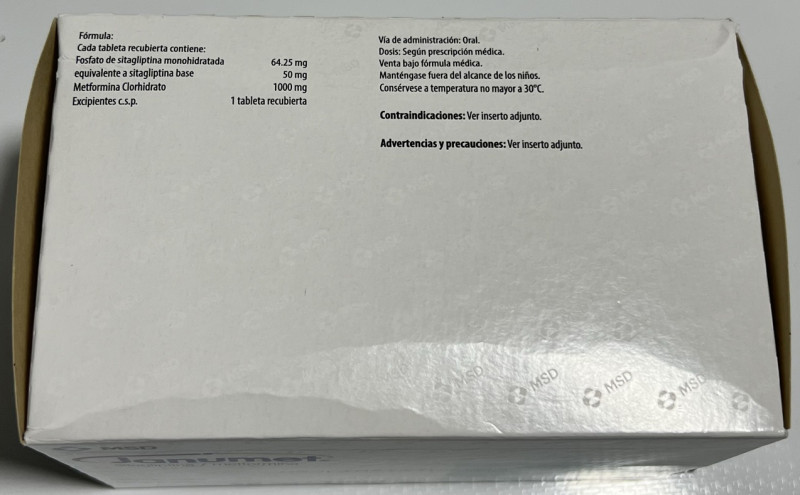 Fórmula:
Cada tableta recubierta contiene:
Fosfato de sitagliptina monohidratada 64.25 mg
equivalente a sitagliptina base 50 mg
Metformina Clorhidrato 1000 mg
Excipientes c.s.p. 1 tableta recubierta
Vía de administración: Oral.
Dosis: Según prescripción médica.
Venta bajo fórmula médica.
Manténgase fuera del alcance de los niños.
Consérvese a temperatura no mayor a 30°C.
Contraindicaciones: Ver inserto adjunto.
Advertencias y precauciones: Ver inserto adjunto.
MSD MSD MSD MSD
MSD
Janumet